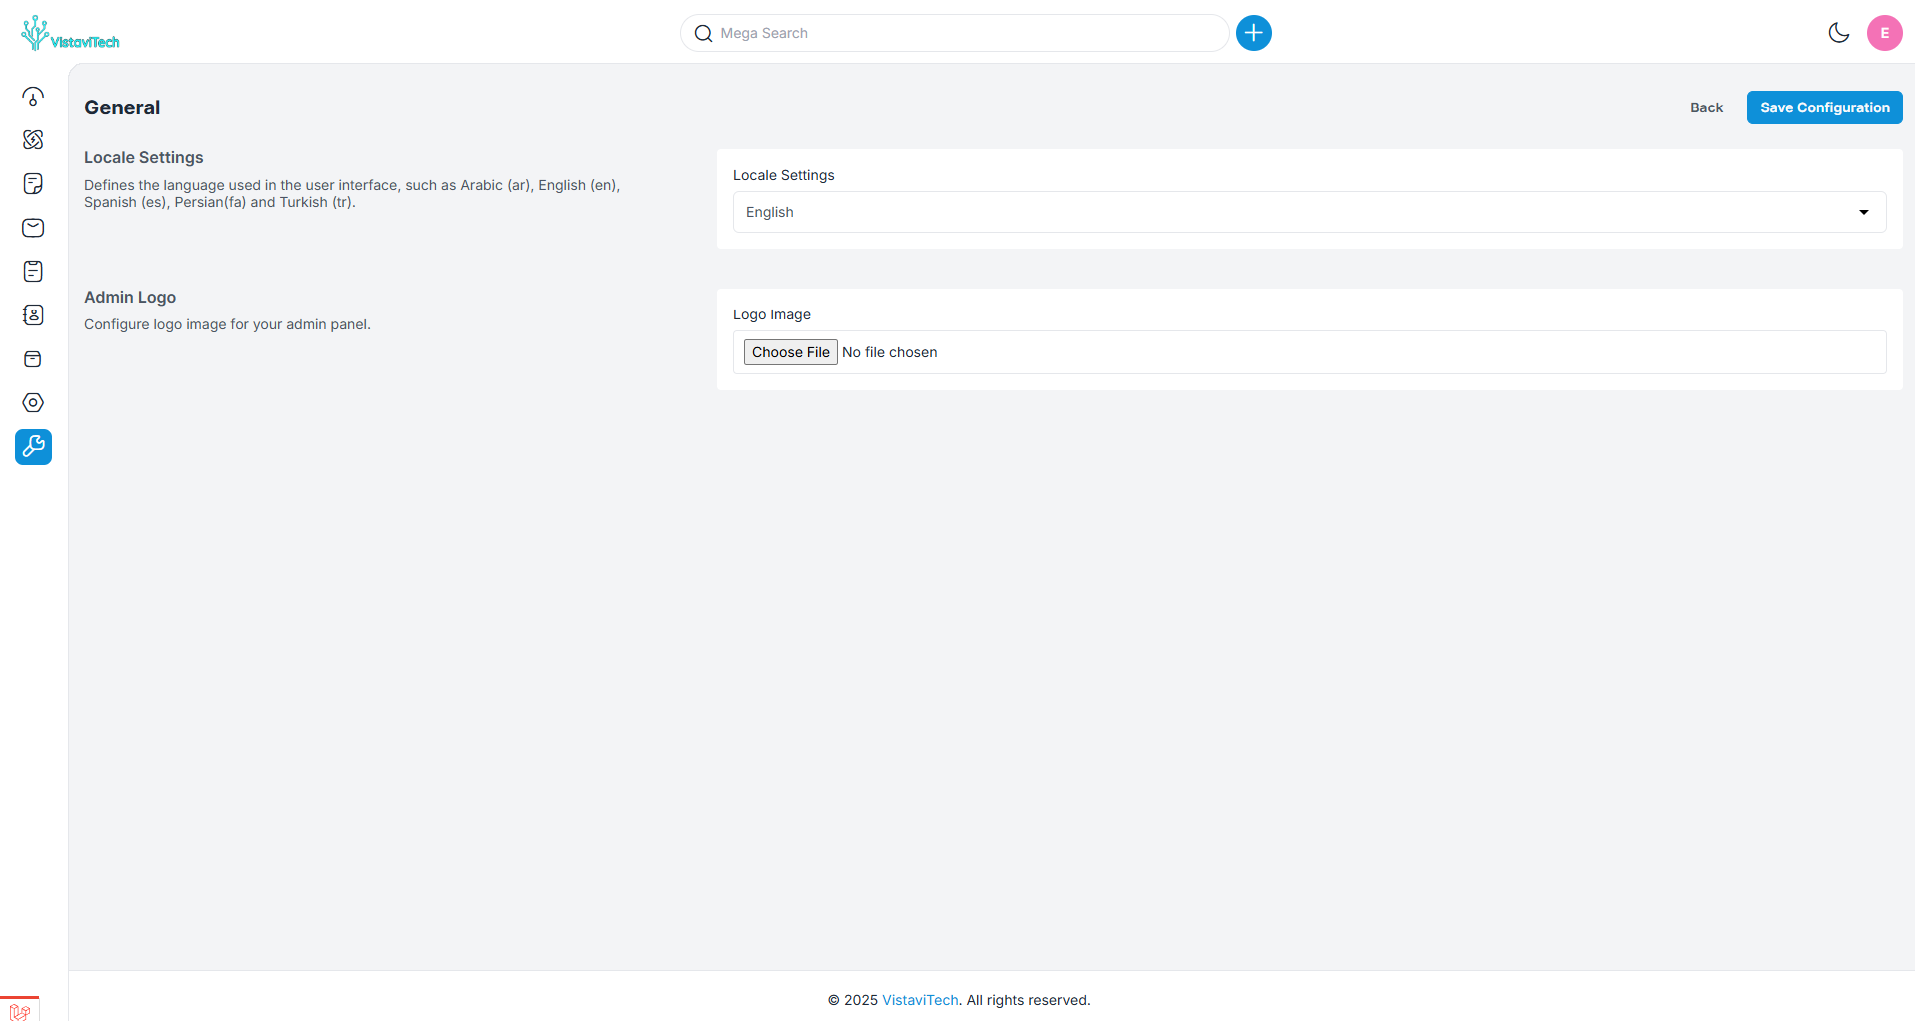 VistaviTech
Mega Search
E
General
Back
Save Configuration
Locale Settings
Defines the language used in the user interface, such as Arabic (ar), English (en),
Spanish (es), Persian(fa) and Turkish (tr).
Locale Settings
English
Admin Logo
Configure logo image for your admin panel.
Logo Image
Choose File No file chosen
© 2025 VistaviTech. All rights reserved.